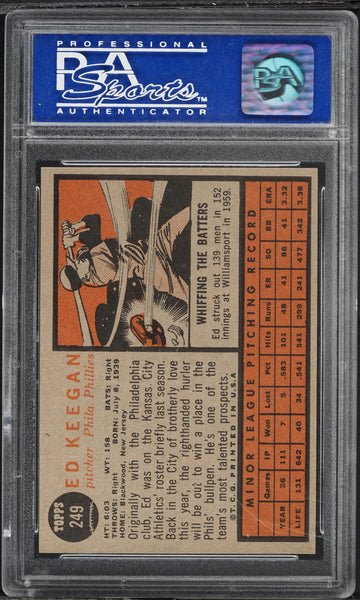 PROFESSIONAL
PSA
Sports™
AUTHENTICATOR
PSA
TOPPS
249
ED KEEGAN
pitcher Phila. Phillies
HT: 6:03 WT: 158 BATS: Right
THROWS: Right BORN: July 8, 1939
HOME: Blackwood, New Jersey
Originally with the Philadelphia
club, Ed was on the Kansas City
Athletics' roster briefly last season.
Back in the City of brotherly love
this year, the righthanded hurler
will be out to win a place in the
Phils' bullpen. He's one of the
team's most talented prospects.
©T.C.G. PRINTED IN U.S.A.
WHIFFING THE BATTERS
Ed struck out 139 men in 152
innings at Williamsport in 1959.
MINOR LEAGUE PITCHING RECORD
Games IP Won Lost Pct Hits Runs ER SO BB ERA
YEAR 26 111 7 5 .583 101 48 41 86 41 3.32
LIFE 131 642 40 34 .541 541 299 241 477 342 3.38